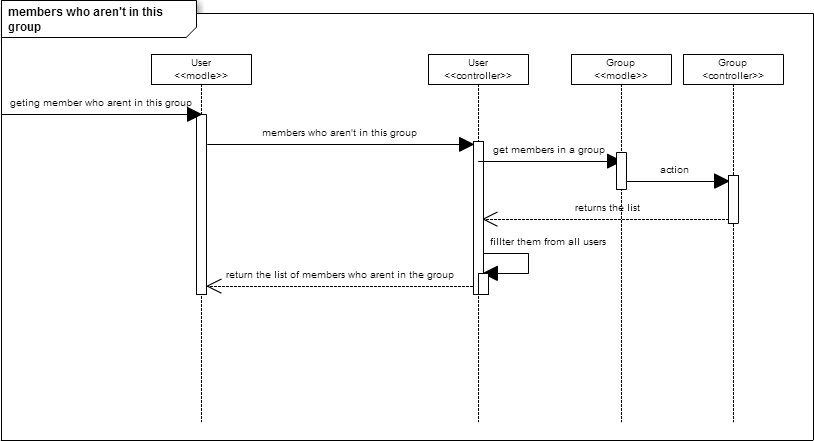 members who aren't in this
group
User
<<modle>>
User
<<controller>>
Group
<<modle>>
Group
<controller>>
geting member who arent in this group
members who aren't in this group
get members in a group
action
returns the list
fillter them from all users
return the list of members who arent in the group